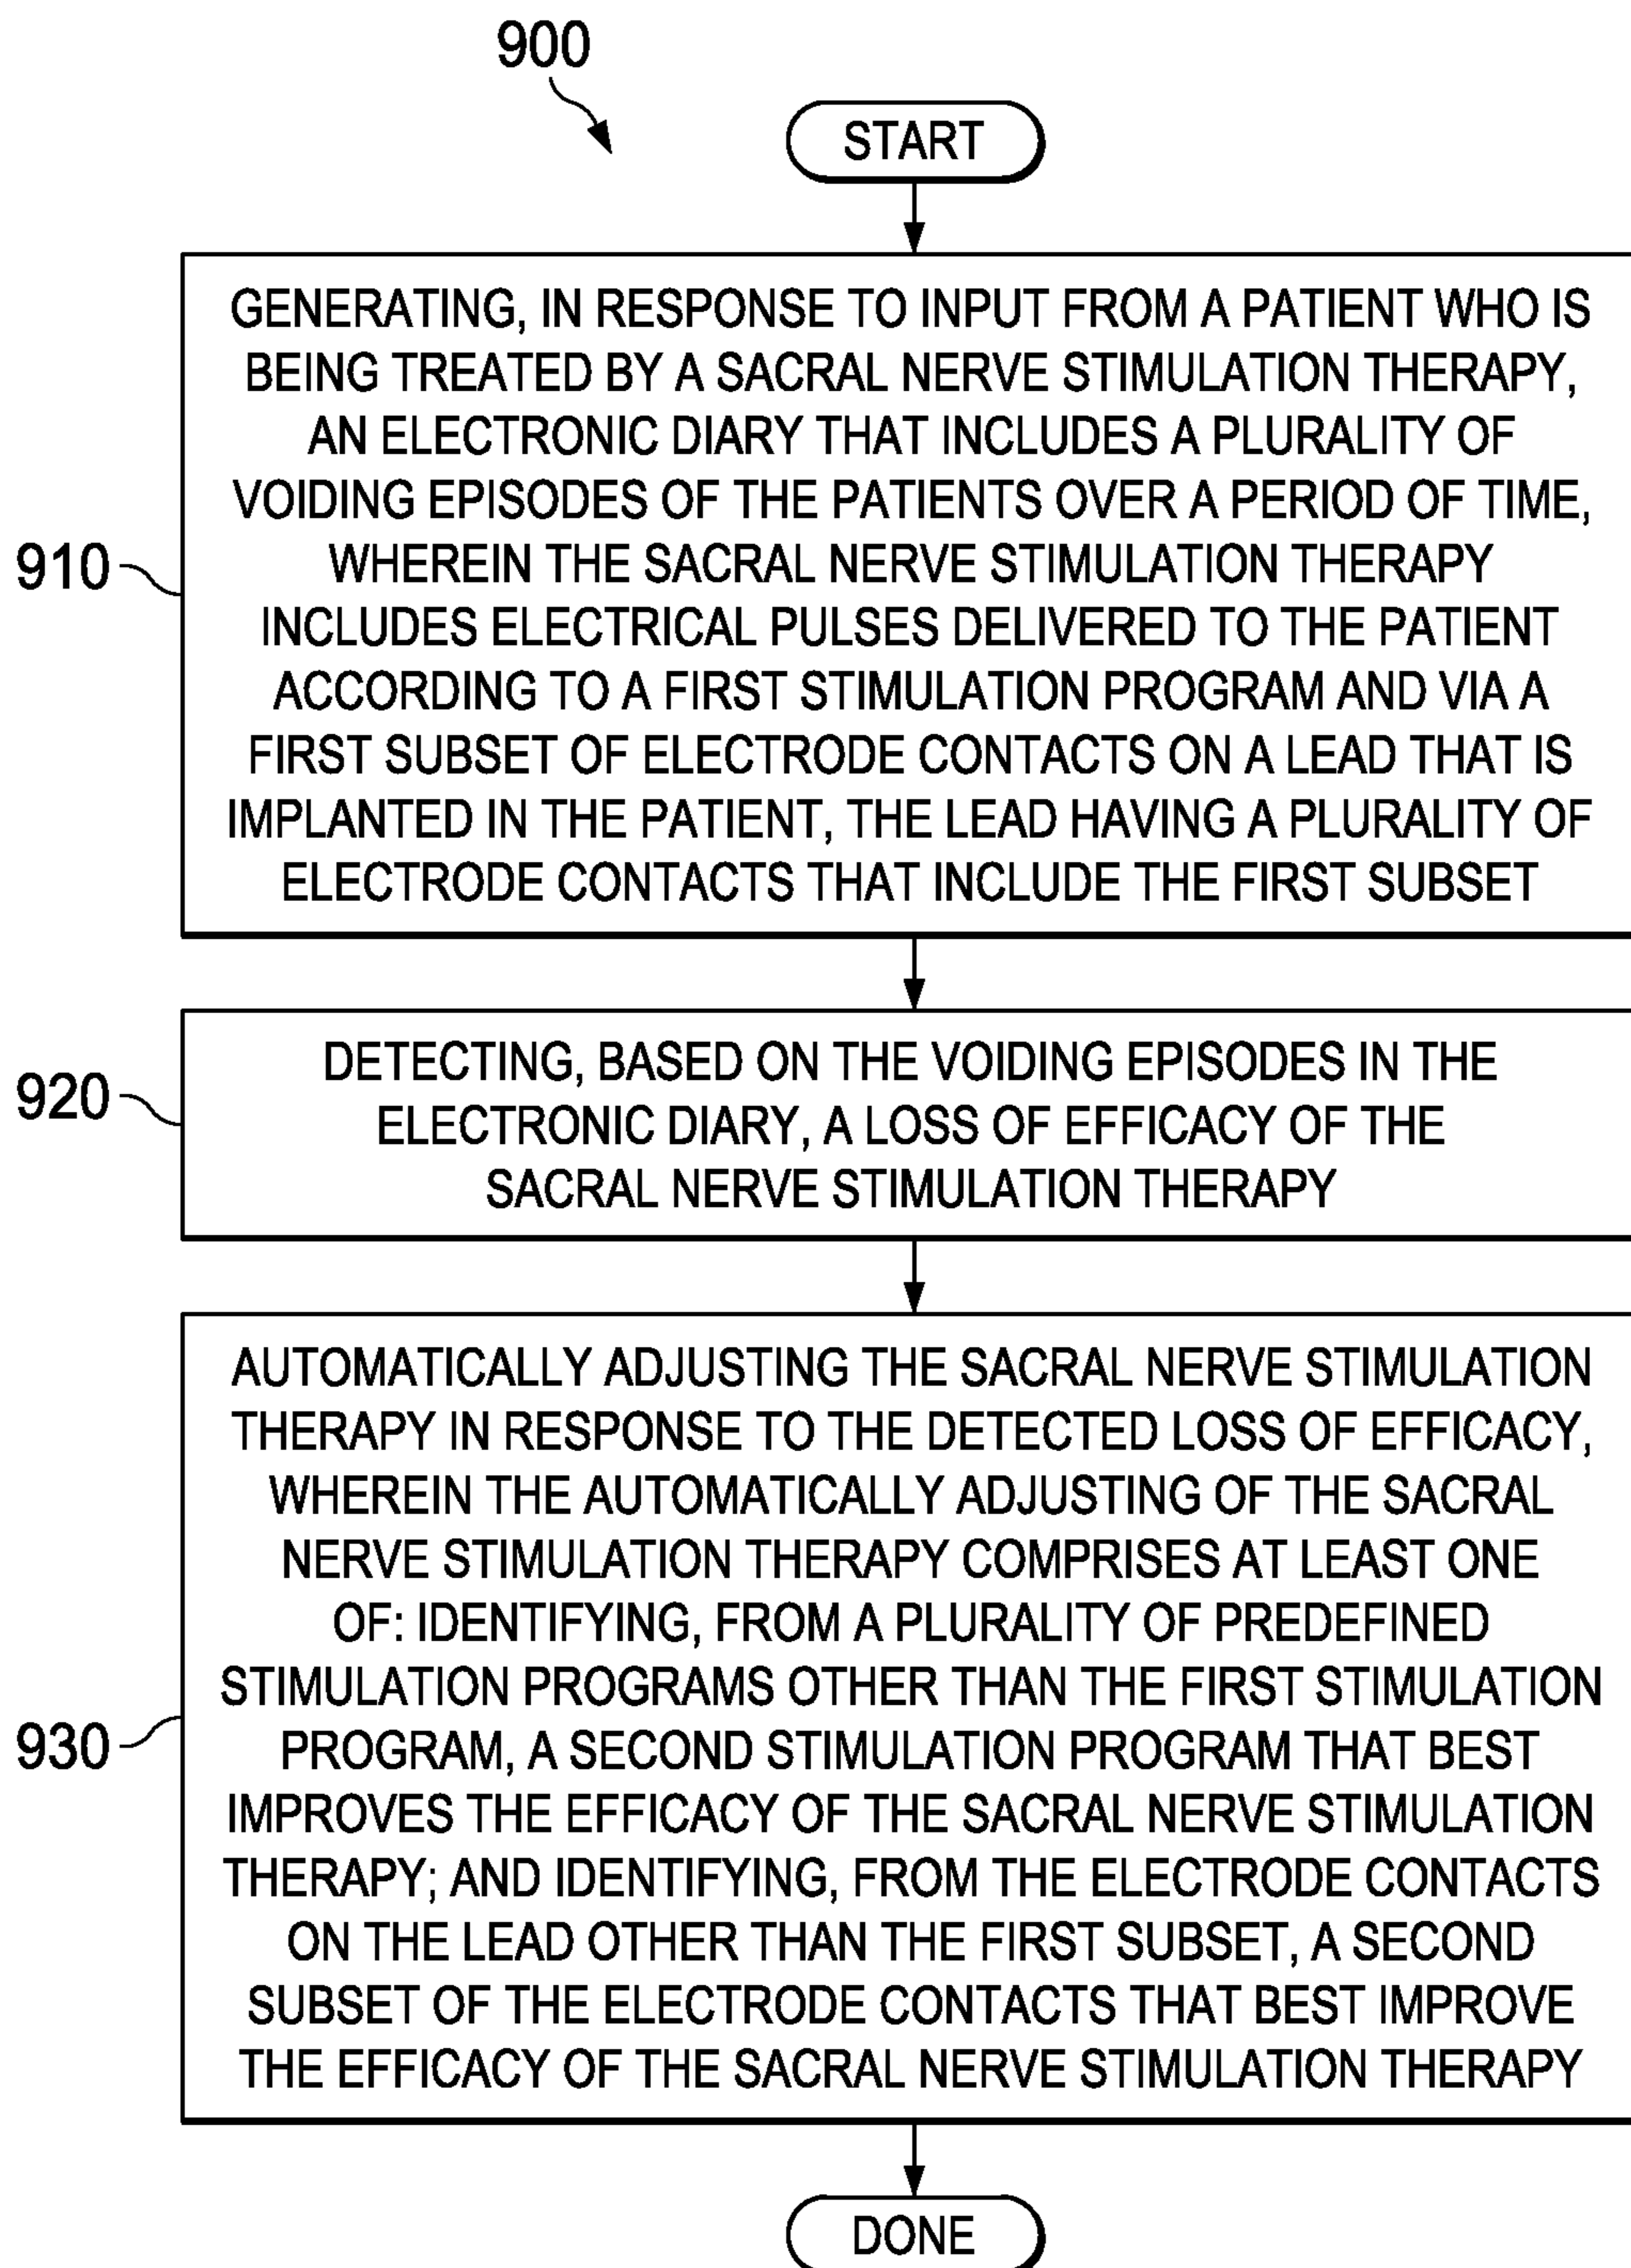 900
START
910
GENERATING, IN RESPONSE TO INPUT FROM A PATIENT WHO IS
BEING TREATED BY A SACRAL NERVE STIMULATION THERAPY,
AN ELECTRONIC DIARY THAT INCLUDES A PLURALITY OF
VOIDING EPISODES OF THE PATIENTS OVER A PERIOD OF TIME,
WHEREIN THE SACRAL NERVE STIMULATION THERAPY
INCLUDES ELECTRICAL PULSES DELIVERED TO THE PATIENT
ACCORDING TO A FIRST STIMULATION PROGRAM AND VIA A
FIRST SUBSET OF ELECTRODE CONTACTS ON A LEAD THAT IS
IMPLANTED IN THE PATIENT, THE LEAD HAVING A PLURALITY OF
ELECTRODE CONTACTS THAT INCLUDE THE FIRST SUBSET
920
DETECTING, BASED ON THE VOIDING EPISODES IN THE
ELECTRONIC DIARY, A LOSS OF EFFICACY OF THE
SACRAL NERVE STIMULATION THERAPY
930
AUTOMATICALLY ADJUSTING THE SACRAL NERVE STIMULATION
THERAPY IN RESPONSE TO THE DETECTED LOSS OF EFFICACY,
WHEREIN THE AUTOMATICALLY ADJUSTING OF THE SACRAL
NERVE STIMULATION THERAPY COMPRISES AT LEAST ONE
OF: IDENTIFYING, FROM A PLURALITY OF PREDEFINED
STIMULATION PROGRAMS OTHER THAN THE FIRST STIMULATION
PROGRAM, A SECOND STIMULATION PROGRAM THAT BEST
IMPROVES THE EFFICACY OF THE SACRAL NERVE STIMULATION
THERAPY; AND IDENTIFYING, FROM THE ELECTRODE CONTACTS
ON THE LEAD OTHER THAN THE FIRST SUBSET, A SECOND
SUBSET OF THE ELECTRODE CONTACTS THAT BEST IMPROVE
THE EFFICACY OF THE SACRAL NERVE STIMULATION THERAPY
DONE